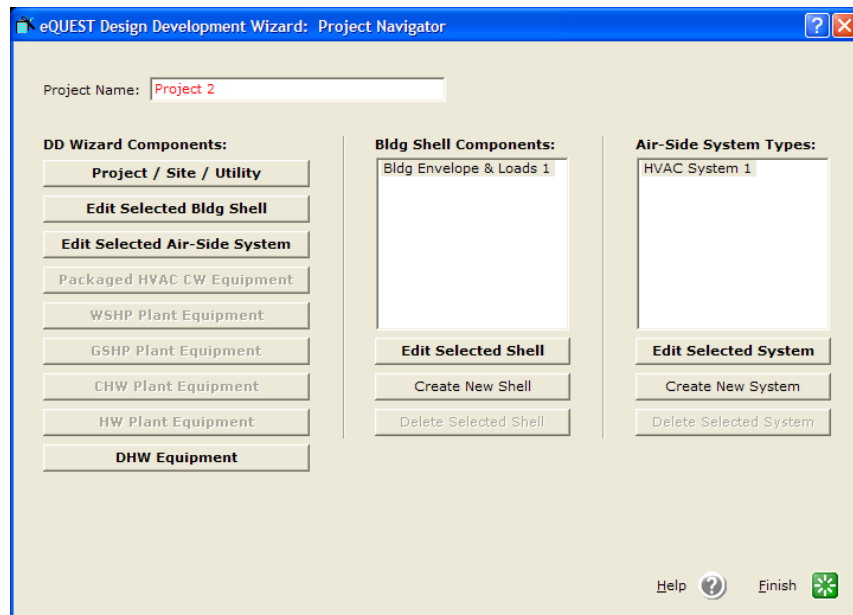 eQUEST Design Development Wizard: Project Navigator
Project Name: Project 2
DD Wizard Components:
Project / Site / Utility
Edit Selected Bldg Shell
Edit Selected Air-Side System
Packaged HVAC CW Equipment
WSHP Plant Equipment
GSHP Plant Equipment
CHW Plant Equipment
HW Plant Equipment
DHW Equipment
Bldg Shell Components:
Bldg Envelope & Loads 1
Edit Selected Shell
Create New Shell
Delete Selected Shell
Air-Side System Types:
HVAC System 1
Edit Selected System
Create New System
Delete Selected System
Help ?
Finish